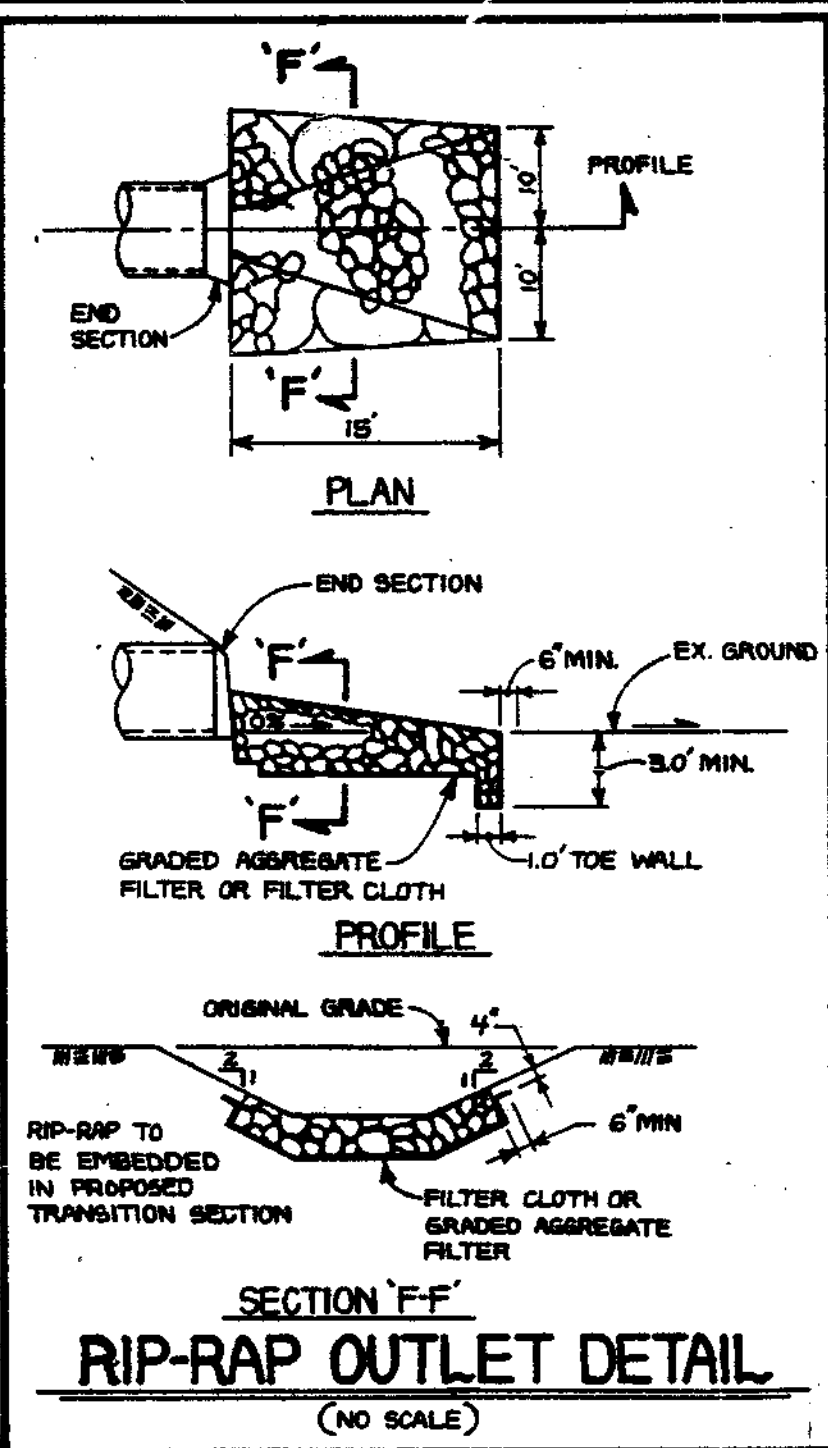 'F'
PROFILE
10'
10'
END
SECTION
'F'
15'
PLAN
END SECTION
'F'
6" MIN.
EX. GROUND
0%
3.0' MIN.
'F'
GRADED AGGREGATE
FILTER OR FILTER CLOTH
1.0' TOE WALL
PROFILE
ORIGINAL GRADE
4"
2
1
2
1
6" MIN
RIP-RAP TO
BE EMBEDDED
IN PROPOSED
TRANSITION SECTION
FILTER CLOTH OR
GRADED AGGREGATE
FILTER
SECTION 'F-F'
RIP-RAP OUTLET DETAIL
(NO SCALE)